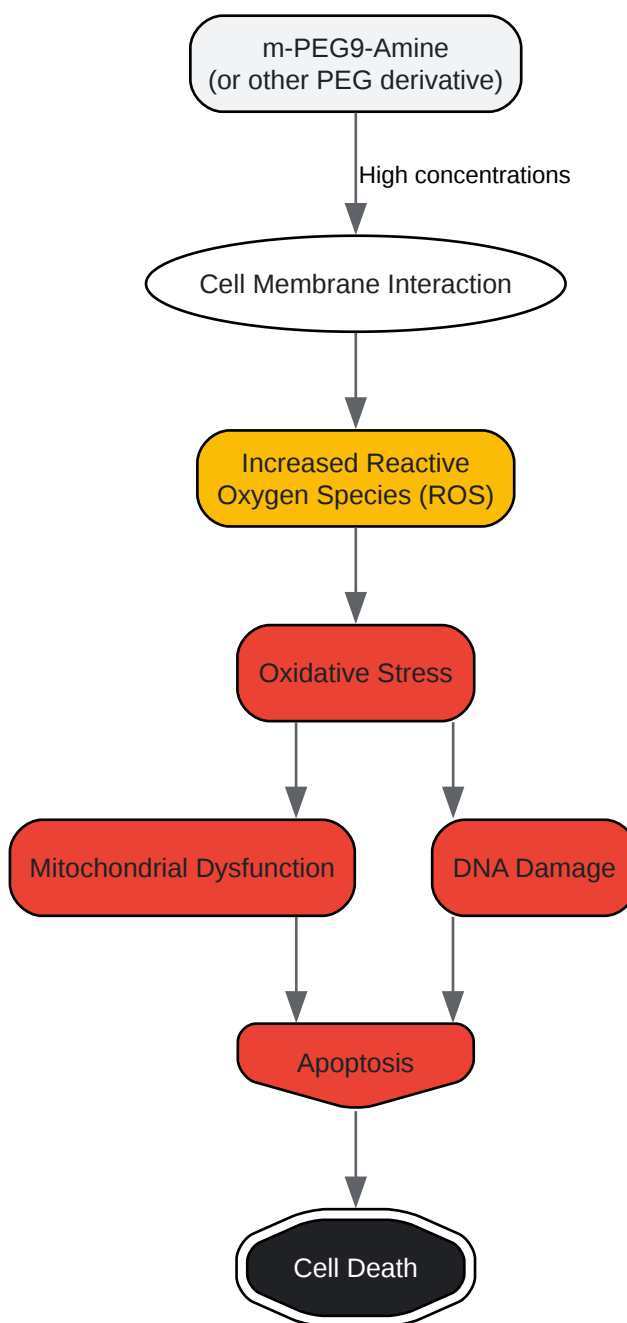 m-PEG9-Amine
(or other PEG derivative)
High concentrations
Cell Membrane Interaction
Increased Reactive
Oxygen Species (ROS)
Oxidative Stress
Mitochondrial Dysfunction
DNA Damage
Apoptosis
Cell Death